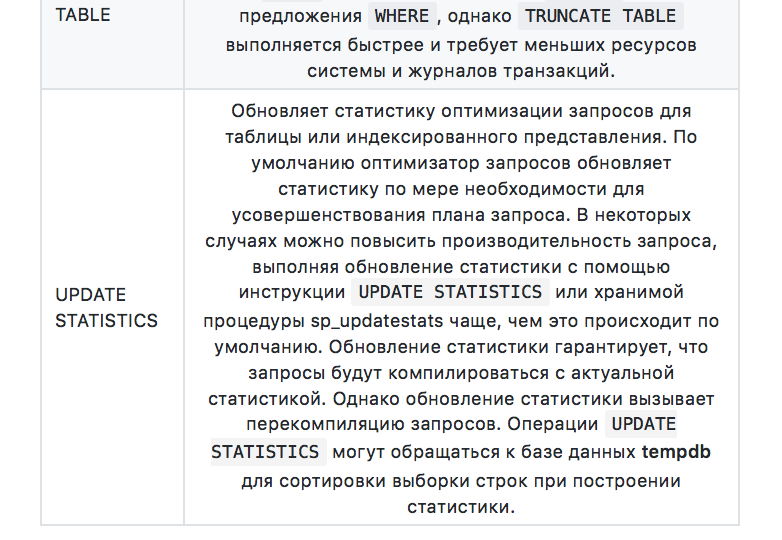 TABLE
предложения WHERE , однако TRUNCATE TABLE
выполняется быстрее и требует меньших ресурсов
системы и журналов транзакций.
UPDATE
STATISTICS
Обновляет статистику оптимизации запросов для
таблицы или индексированного представления. По
умолчанию оптимизатор запросов обновляет
статистику по мере необходимости для
усовершенствования плана запроса. В некоторых
случаях можно повысить производительность запроса,
выполняя обновление статистики с помощью
инструкции UPDATE STATISTICS или хранимой
процедуры sp_updatestats чаще, чем это происходит по
умолчанию. Обновление статистики гарантирует, что
запросы будут компилироваться с актуальной
статистикой. Однако обновление статистики вызывает
перекомпиляцию запросов. Операции UPDATE
STATISTICS могут обращаться к базе данных tempdb
для сортировки выборки строк при построении
статистики.